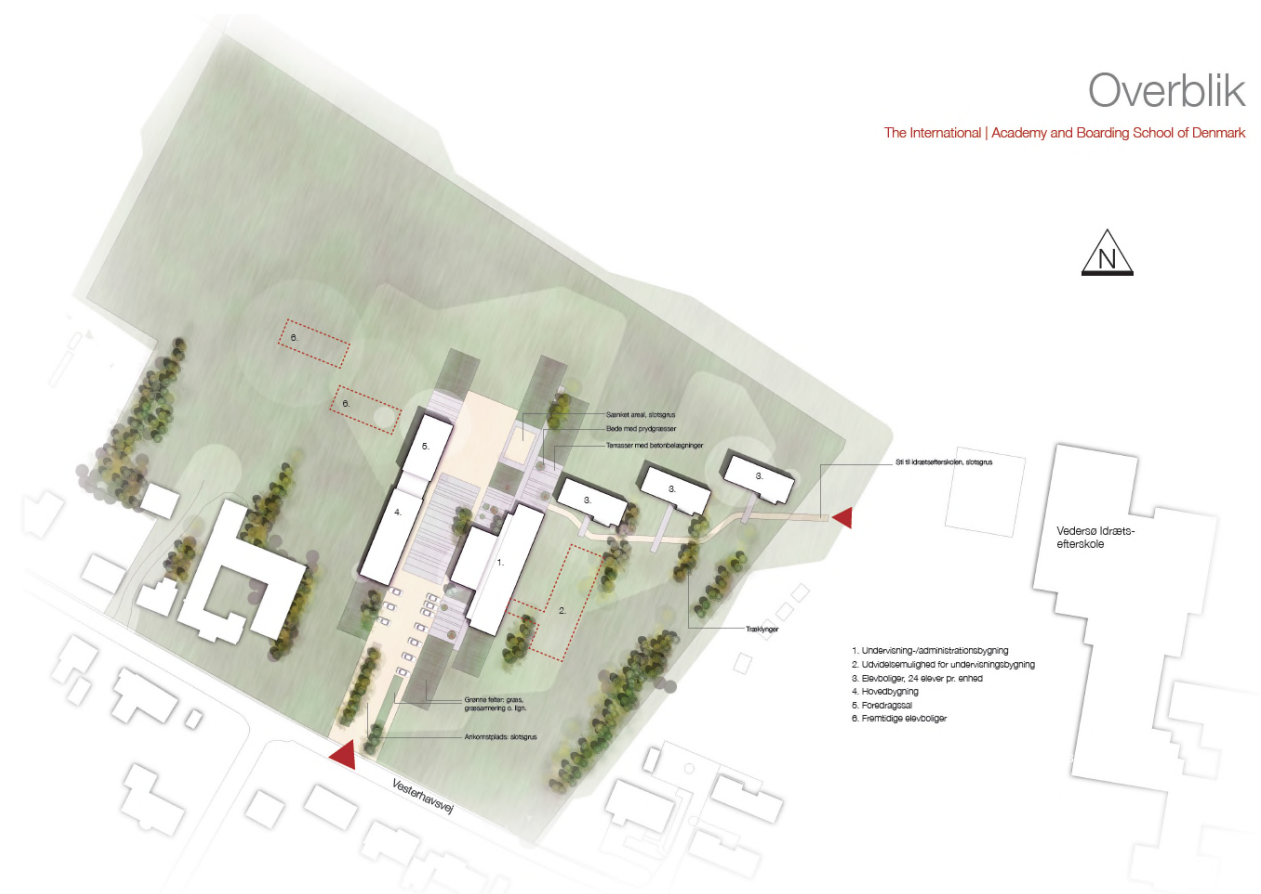 Overblik
The International | Academy and Boarding School of Denmark
N
6.
6.
5.
4.
1.
2.
3.
3.
3.
Sænket areal, slotsgrus
Bede med prydgræsser
Terrasser med betonbelægninger
Sti til idrætsefterskolen, slotsgrus
Vedersø Idræts-
efterskole
Træklynger
1. Undervisning-/administrationsbygning
2. Udvidelsemulighed for undervisningsbygning
3. Elevboliger, 24 elever pr. enhed
4. Hovedbygning
5. Foredragssal
6. Fremtidige elevboliger
Grønne felter: græs,
græsarmering o. lign.
Ankomstplads: slotsgrus
Vesterhavsvej